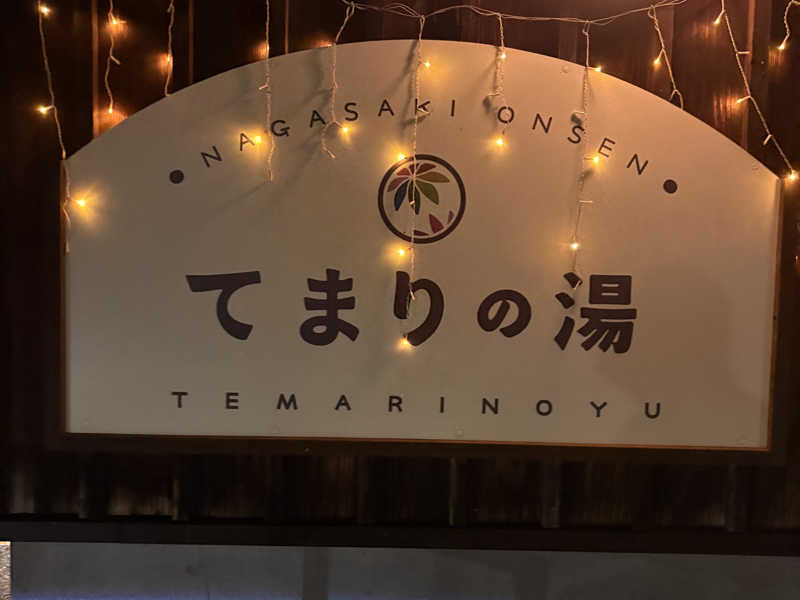 NAGASAKI ONSEN
てまりの湯
TEMARINOYU